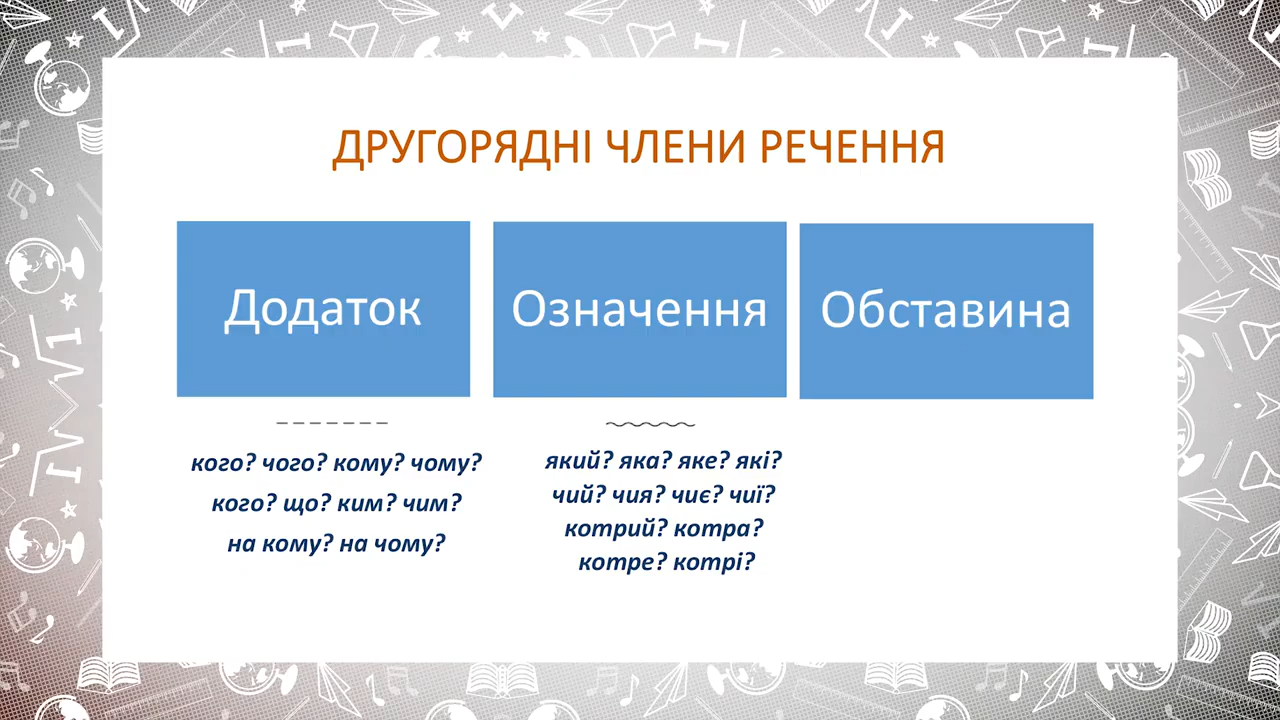 ДРУГОРЯДНІ ЧЛЕНИ РЕЧЕННЯ
Додаток
кого? чого? кому? чому?
кого? що? ким? чим?
на кому? на чому?
Означення
який? яка? яке? які?
чий? чия? чиє? чиї?
котрий? котра?
котре? котрі?
Обставина